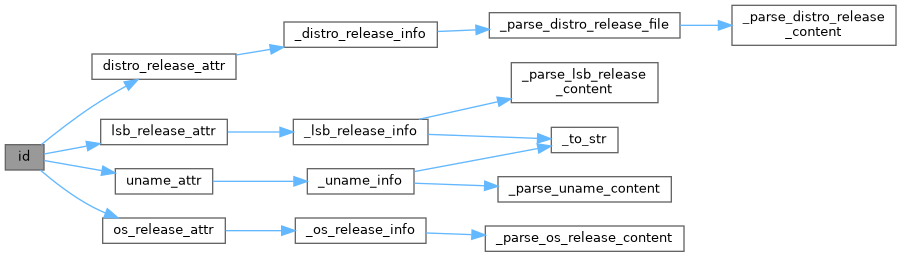 id
distro_release_attr
_distro_release_info
_parse_distro_release_file
_parse_distro_release
_content
lsb_release_attr
_lsb_release_info
_parse_lsb_release
_content
_to_str
uname_attr
_uname_info
_parse_uname_content
os_release_attr
_os_release_info
_parse_os_release_content